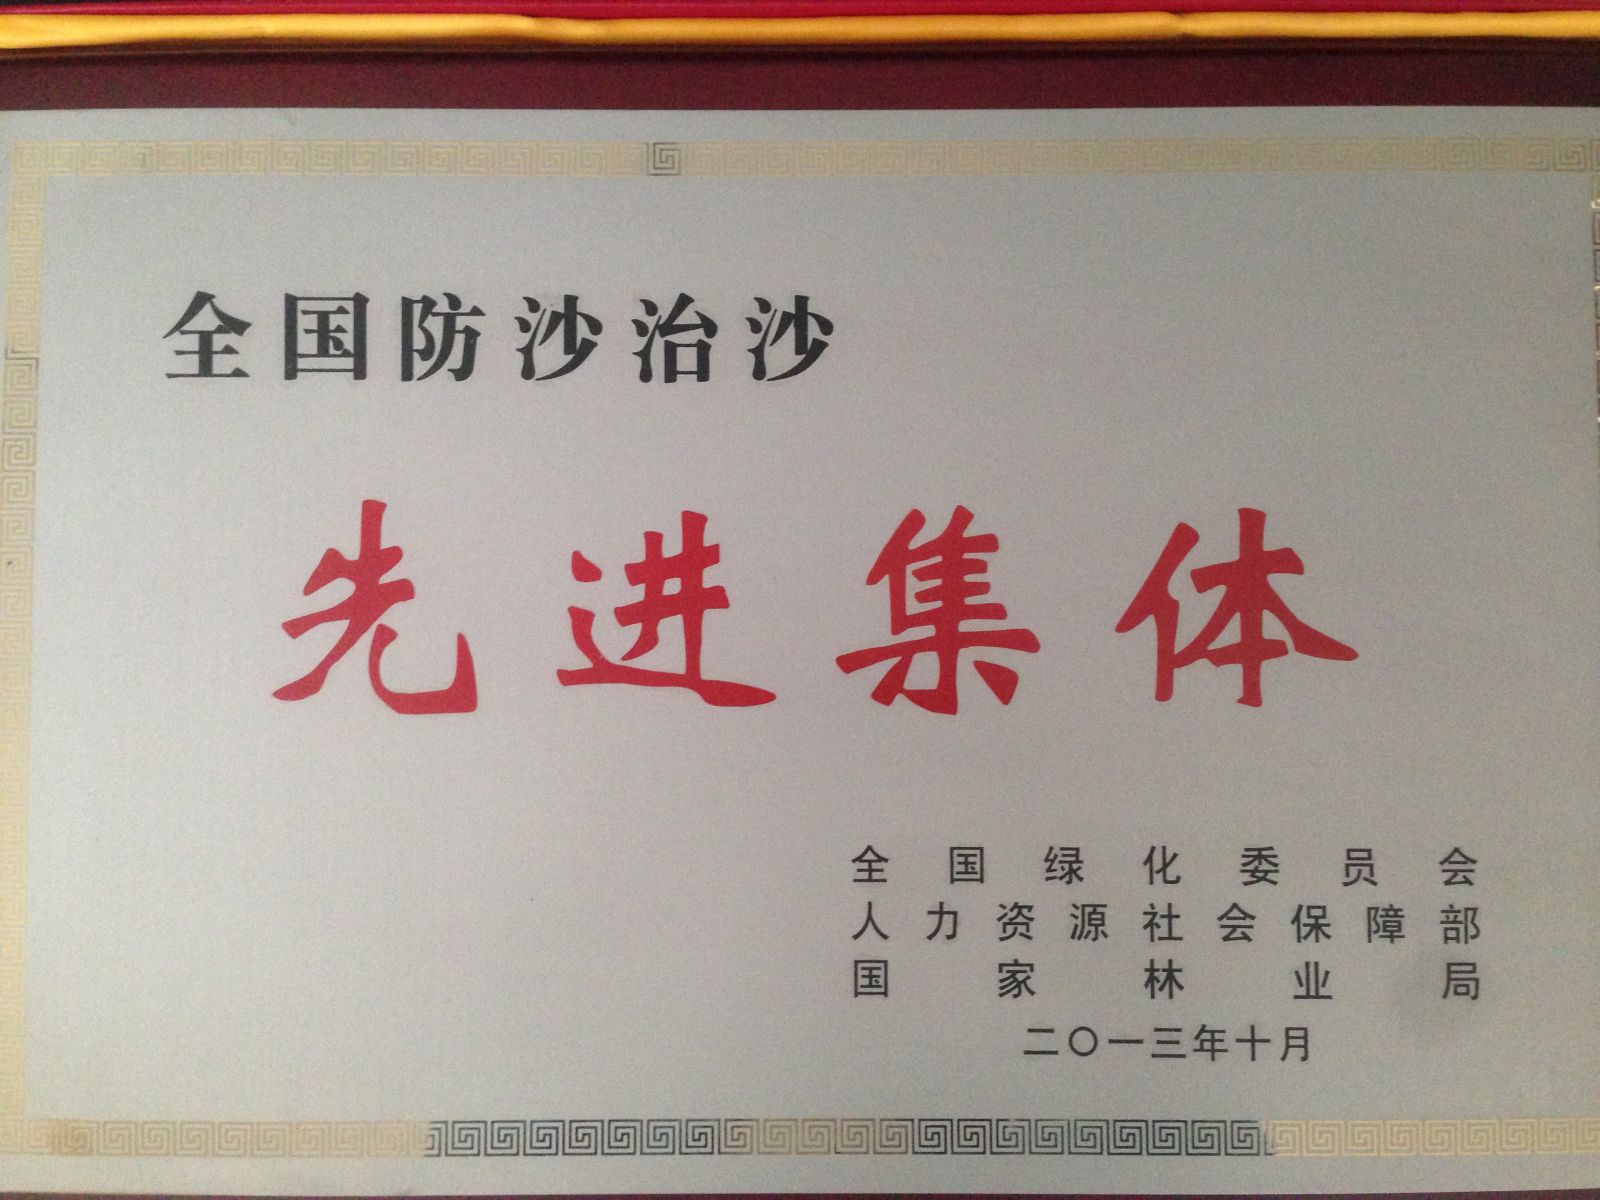 全国防沙治沙
先进集体
全国绿化委员会
人力资源社会保障部
国家林业局
二〇一三年十月